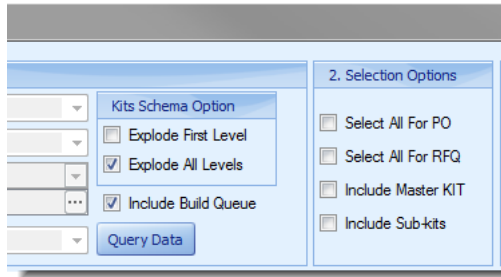 Kits Schema Option
Explode First Level
Explode All Levels
Include Build Queue
Query Data
2. Selection Options
Select All For PO
Select All For RFQ
Include Master KIT
Include Sub-kits